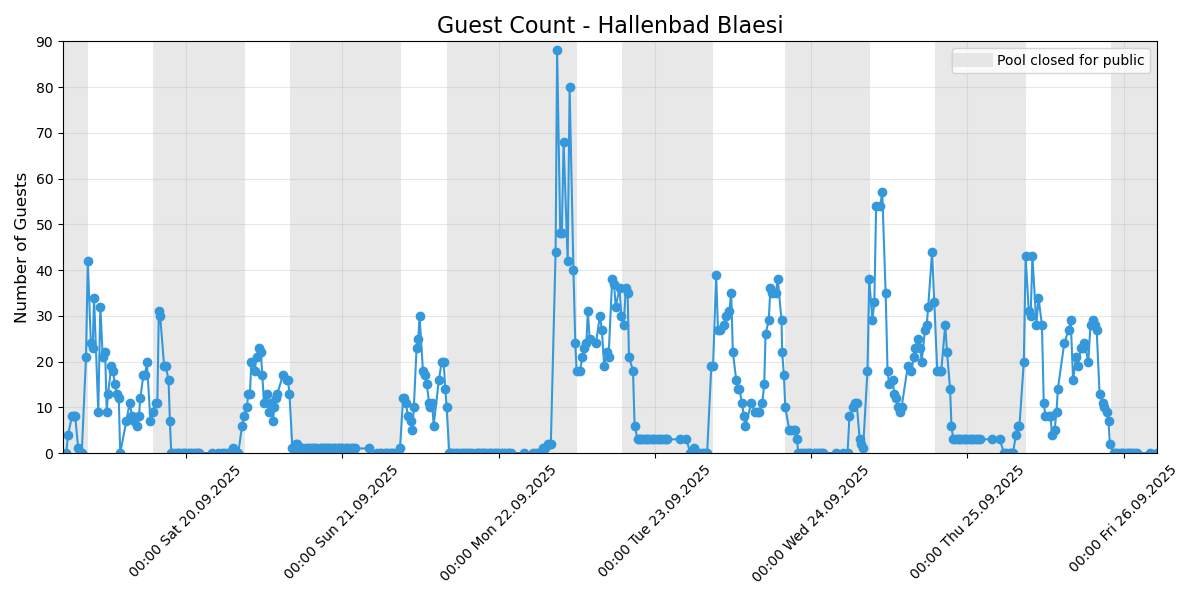 Guest Count - Hallenbad Blaesi
Pool closed for public
Number of Guests
90
80
70
60
50
40
30
20
10
0
00:00 Sat 20.09.2025
00:00 Sun 21.09.2025
00:00 Mon 22.09.2025
00:00 Tue 23.09.2025
00:00 Wed 24.09.2025
00:00 Thu 25.09.2025
00:00 Fri 26.09.2025